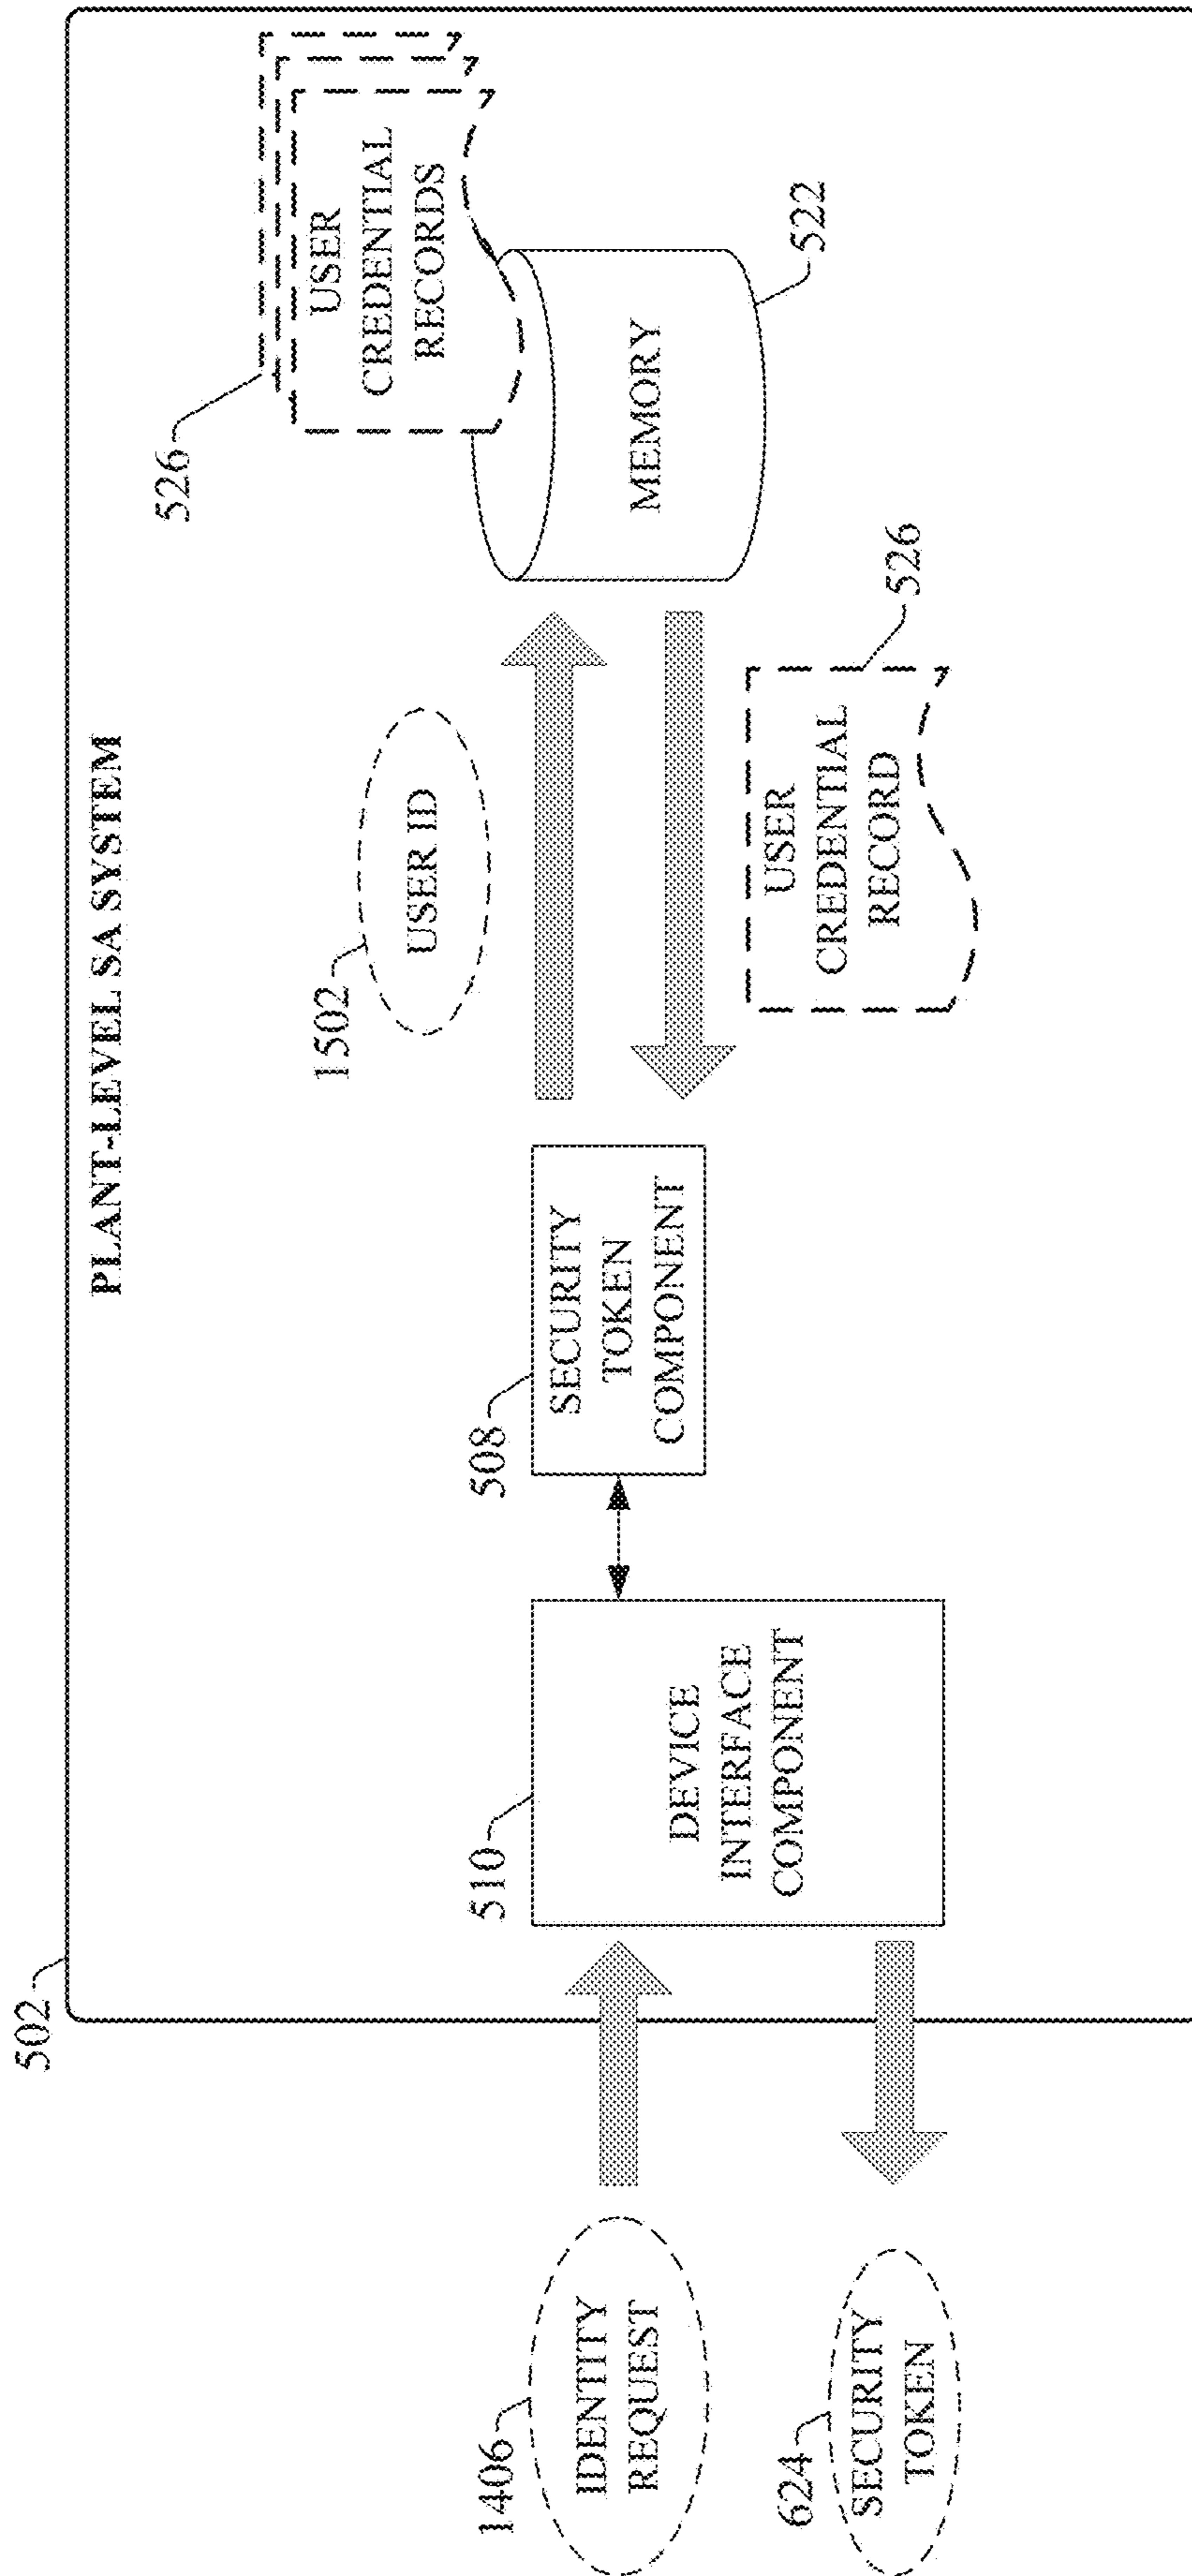 502
PLANT-LEVEL SA SYSTEM
1406
IDENTITY
REQUEST
624
SECURITY
TOKEN
510
DEVICE
INTERFACE
COMPONENT
508
SECURITY
TOKEN
COMPONENT
1502
USER ID
526
USER
CREDENTIAL
RECORDS
MEMORY
522
USER
CREDENTIAL
RECORD
526